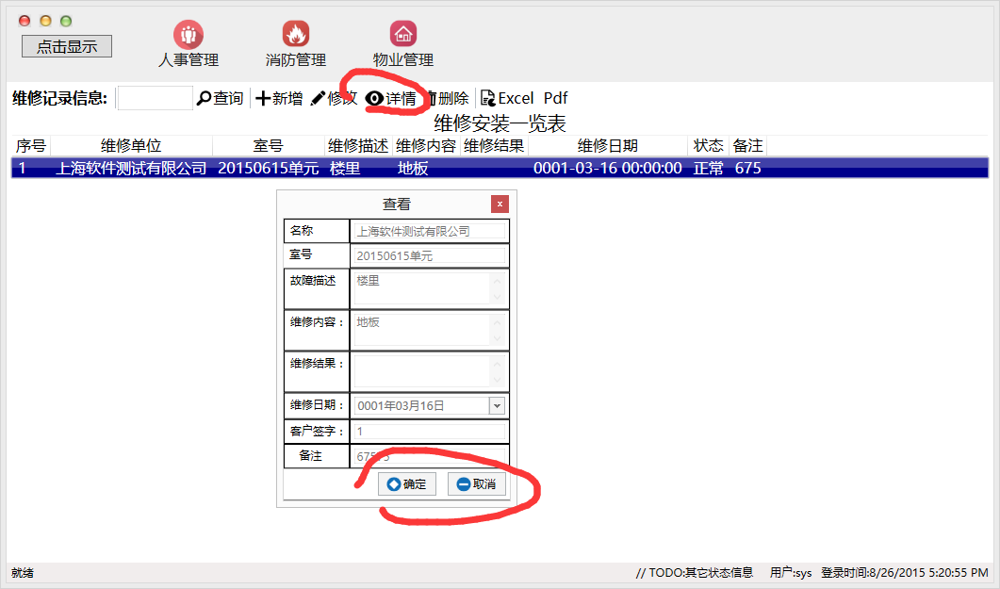 点击显示
人事管理 消防管理 物业管理
维修记录信息: 查询 新增 修改 详情 删除 Excel Pdf
维修安装一览表
序号 维修单位 室号 维修描述 维修内容 维修结果 维修日期 状态 备注
1 上海软件测试有限公司 20150615单元 楼里 地板 0001-03-16 00:00:00 正常 675
查看 x
名称 上海软件测试有限公司
室号 20150615单元
故障描述 楼里
维修内容： 地板
维修结果：
维修日期： 0001年03月16日
客户签字： 1
备注
确定 取消
就绪 // TODO:其它状态信息 用户:sys 登录时间:8/26/2015 5:20:55 PM